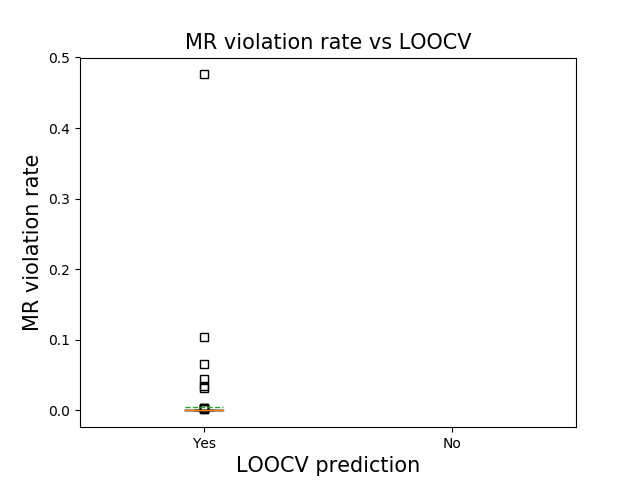 MR violation rate vs LOOCV
MR violation rate
0.5
0.4
0.3
0.2
0.1
0.0
Yes
No
LOOCV prediction